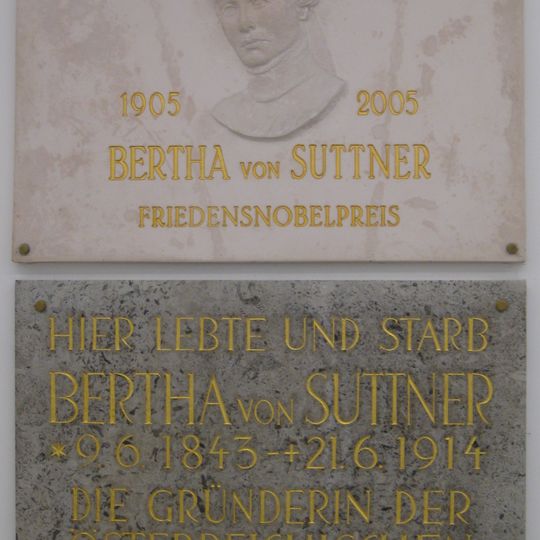 1905 2005
BERTHA VON SUTTNER
FRIEDENSNOBELPREIS
HIER LEBTE UND STARB
BERTHA VON SUTTNER
*9.6.1843-+21.6.1914
DIE GRÜNDERIN DER
ÖSTERREICHISCHEN